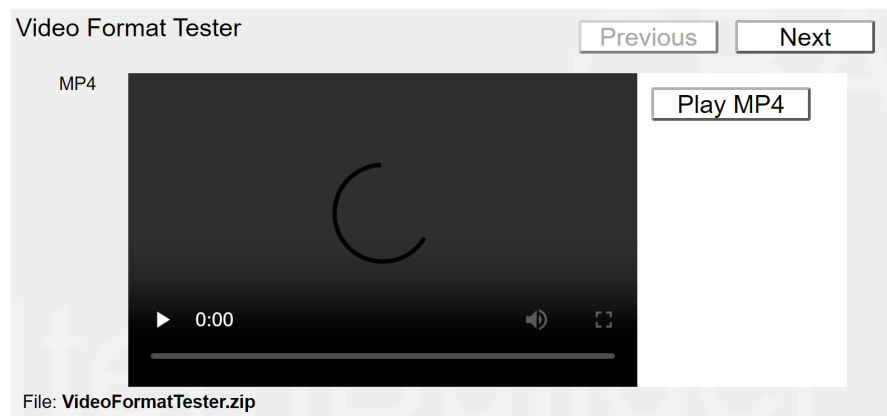 Video Format Tester
Previous
Next
MP4
Play MP4
0:00
File: VideoFormatTester.zip